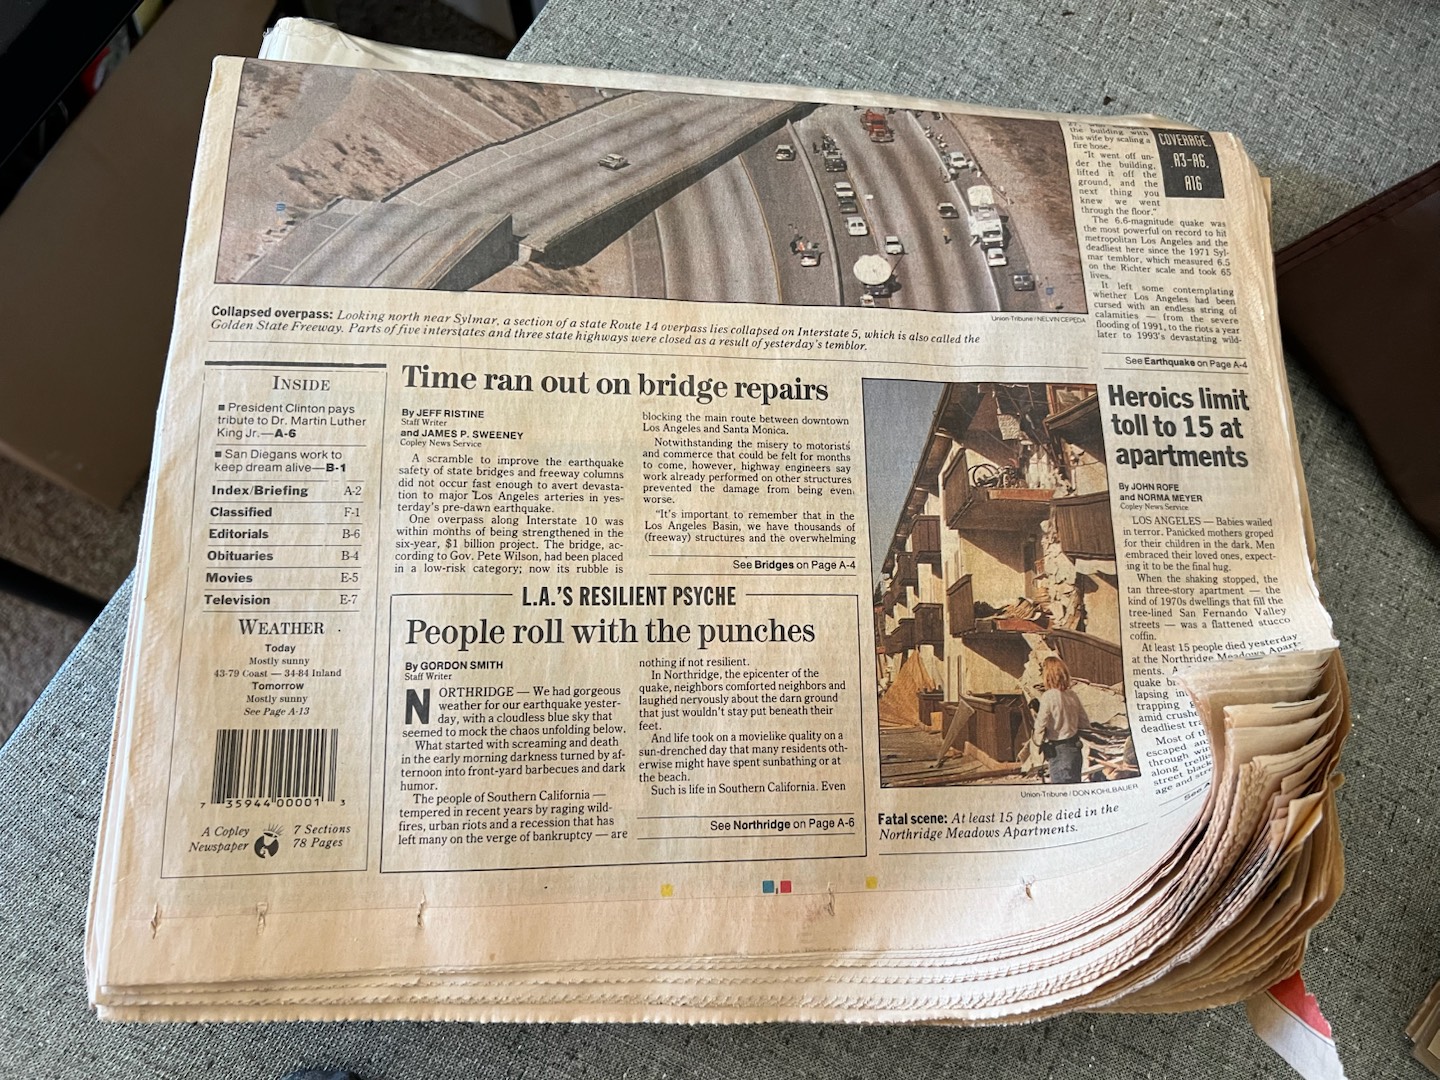 the building with
his wife by scaling a
fire hose.
"It went off un-
der the building,
lifted it off the
ground, and the
next thing you
knew we went
through the floor."
The 6.6-magnitude quake was
the most powerful on record to hit
metropolitan Los Angeles and the
deadliest here since the 1971 Syl-
mar temblor, which measured 6.5
on the Richter scale and took 65
lives.
It left some contemplating
whether Los Angeles had been
cursed with an endless string of
calamities — from the severe
flooding of 1991, to the riots a year
later to 1993's devastating wild-
See Earthquake on Page A-4
COVERAGE.
A3-A6,
A16
Union-Tribune / NELVIN CEPEDA
Collapsed overpass: Looking north near Sylmar, a section of a state Route 14 overpass lies collapsed on Interstate 5, which is also called the
Golden State Freeway. Parts of five interstates and three state highways were closed as a result of yesterday's temblor.
INSIDE
■ President Clinton pays
tribute to Dr. Martin Luther
King Jr.—A-6
■ San Diegans work to
keep dream alive—B-1
Index/Briefing A-2
Classified F-1
Editorials B-6
Obituaries B-4
Movies E-5
Television E-7
WEATHER
Today
Mostly sunny
43-79 Coast — 34-84 Inland
Tomorrow
Mostly sunny
See Page A-13
7 35944 00001 3
A Copley
Newspaper
7 Sections
78 Pages
Time ran out on bridge repairs
By JEFF RISTINE
Staff Writer
and JAMES P. SWEENEY
Copley News Service
A scramble to improve the earthquake
safety of state bridges and freeway columns
did not occur fast enough to avert devasta-
tion to major Los Angeles arteries in yes-
terday's pre-dawn earthquake.
One overpass along Interstate 10 was
within months of being strengthened in the
six-year, $1 billion project. The bridge, ac-
cording to Gov. Pete Wilson, had been placed
in a low-risk category; now its rubble is
blocking the main route between downtown
Los Angeles and Santa Monica.
Notwithstanding the misery to motorists
and commerce that could be felt for months
to come, however, highway engineers say
work already performed on other structures
prevented the damage from being even
worse.
"It's important to remember that in the
Los Angeles Basin, we have thousands of
(freeway) structures and the overwhelming
See Bridges on Page A-4
L.A.'S RESILIENT PSYCHE
People roll with the punches
By GORDON SMITH
Staff Writer
NORTHRIDGE — We had gorgeous
weather for our earthquake yester-
day, with a cloudless blue sky that
seemed to mock the chaos unfolding below.
What started with screaming and death
in the early morning darkness turned by af-
ternoon into front-yard barbecues and dark
humor.
The people of Southern California —
tempered in recent years by raging wild-
fires, urban riots and a recession that has
left many on the verge of bankruptcy — are
nothing if not resilient.
In Northridge, the epicenter of the
quake, neighbors comforted neighbors and
laughed nervously about the darn ground
that just wouldn't stay put beneath their
feet.
And life took on a movielike quality on a
sun-drenched day that many residents oth-
erwise might have spent sunbathing or at
the beach.
Such is life in Southern California. Even
See Northridge on Page A-6
Union-Tribune / DON KOHLBAUER
Fatal scene: At least 15 people died in the
Northridge Meadows Apartments.
Heroics limit
toll to 15 at
apartments
By JOHN ROFE
and NORMA MEYER
Copley News Service
LOS ANGELES — Babies wailed
in terror. Panicked mothers groped
for their children in the dark. Men
embraced their loved ones, expect-
ing it to be the final hug.
When the shaking stopped, the
tan three-story apartment — the
kind of 1970s dwellings that fill the
tree-lined San Fernando Valley
streets — was a flattened stucco
coffin.
At least 15 people died yesterday
at the Northridge Meadows Apart-
ments. A
quake
lapsing
trapping
amid
deadliest
Most of
escaped
through
along
street
age and
See